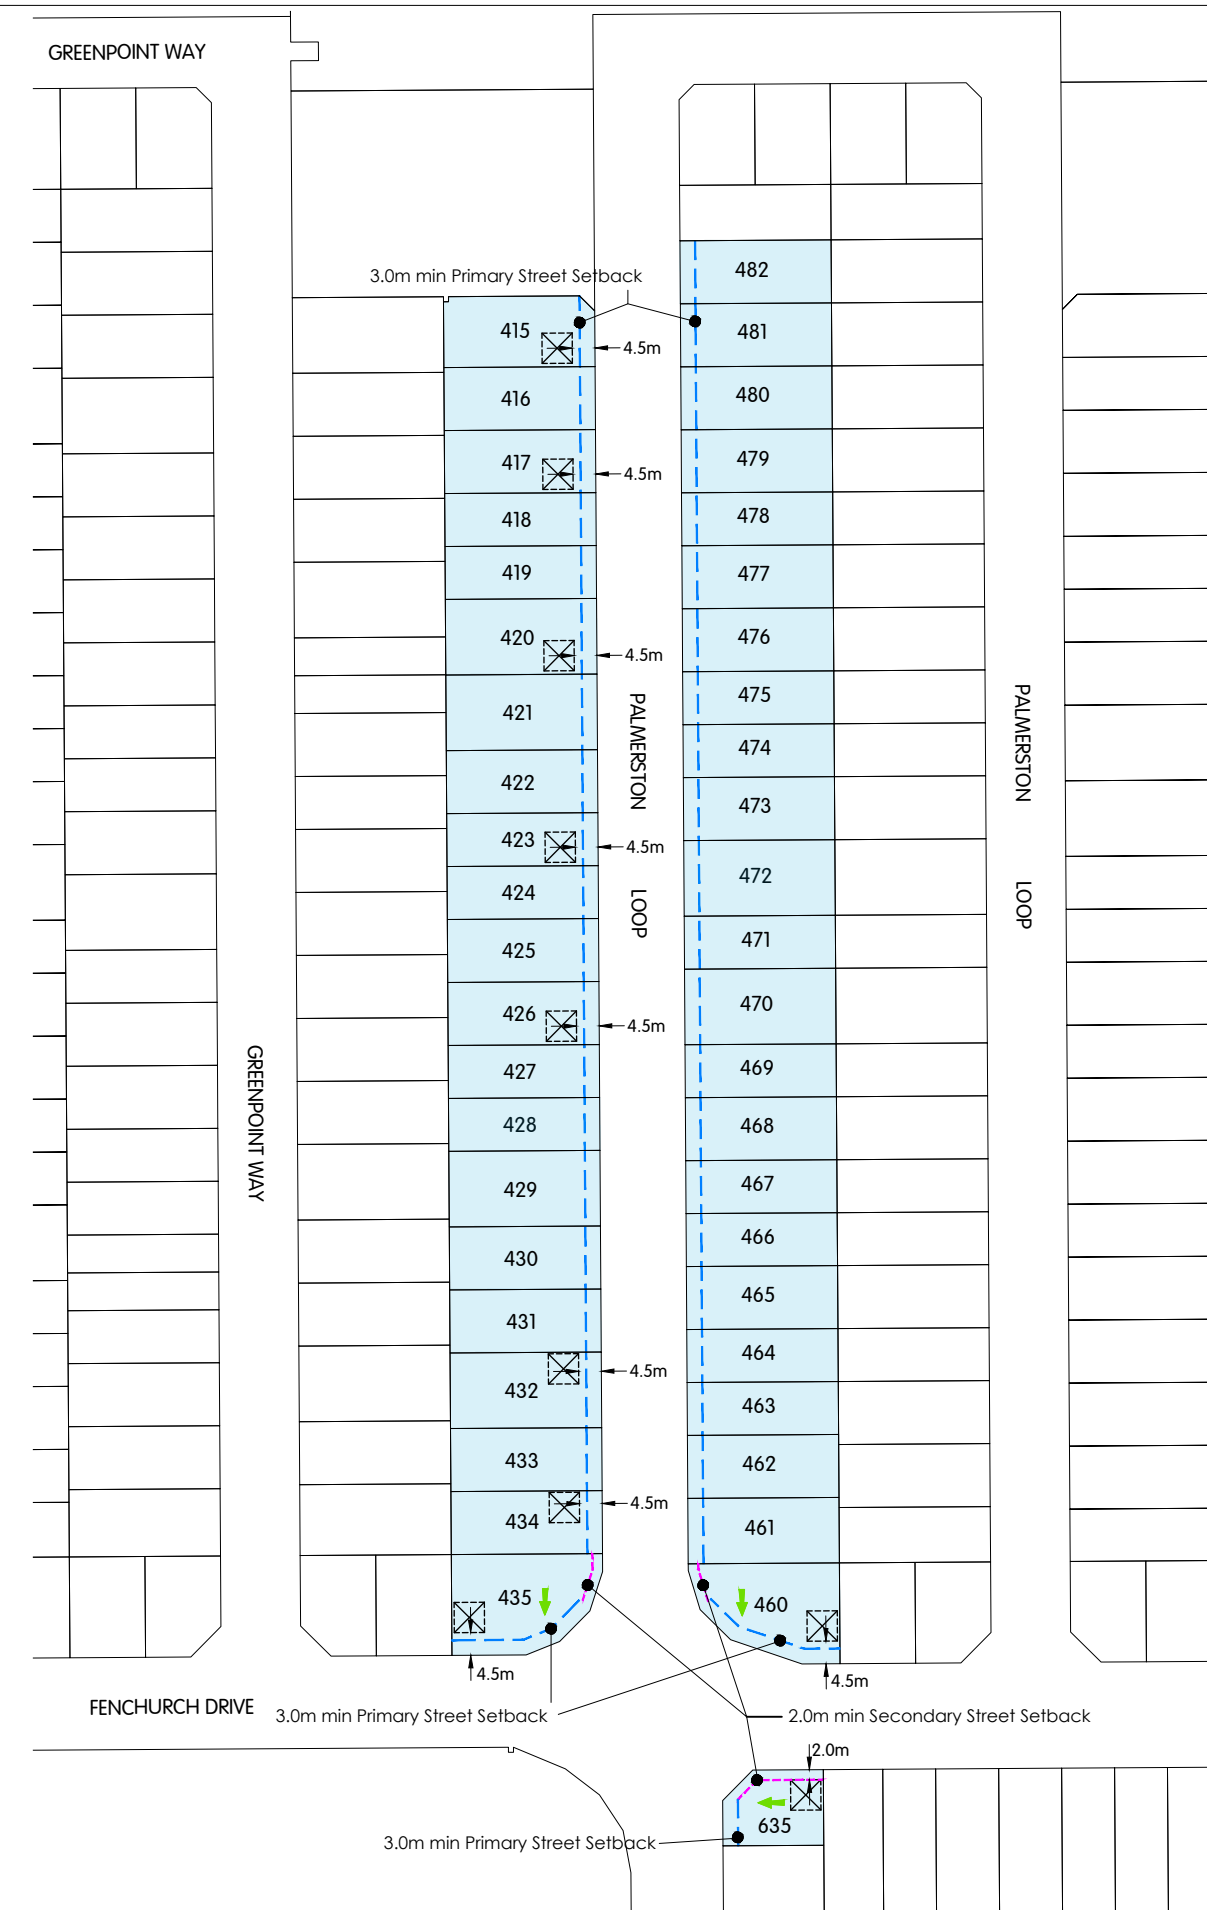 GREENPOINT WAY
3.0m min Primary Street Setback
482
415
481
4.5m
416
480
417
479
4.5m
418
478
419
477
420
476
4.5m
475
421
PALMERSTON LOOP
PALMERSTON LOOP
474
422
473
423
4.5m
472
424
471
425
470
426
4.5m
427
469
428
468
GREENPOINT WAY
429
467
466
430
465
431
464
4.5m
432
463
433
462
4.5m
434
461
435
460
4.5m
4.5m
FENCHURCH DRIVE
3.0m min Primary Street Setback
2.0m min Secondary Street Setback
2.0m
635
3.0m min Primary Street Setback